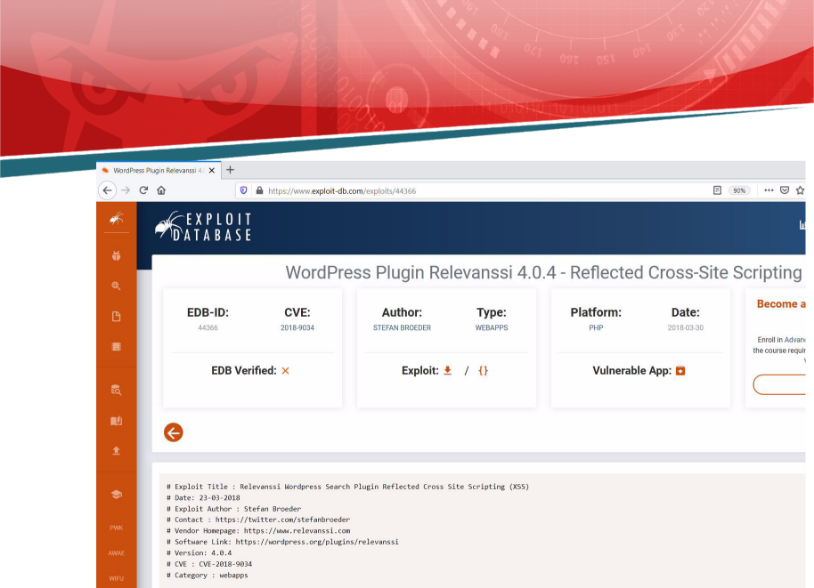 WordPress Plugin Relevanssi 4.
https://www.exploit-db.com/exploits/44366
90%
EXPLOIT
DATABASE
WordPress Plugin Relevanssi 4.0.4 - Reflected Cross-Site Scripting
EDB-ID:
44366
CVE:
2018-9034
Author:
STEFAN BROEDER
Type:
WEBAPPS
Platform:
PHP
Date:
2018-03-30
Become a
Enroll in Advan
the course requir
EDB Verified: ×
Exploit: / {}
Vulnerable App:
# Exploit Title : Relevanssi Wordpress Search Plugin Reflected Cross Site Scripting (XSS)
# Date: 23-03-2018
# Exploit Author : Stefan Broeder
# Contact : https://twitter.com/stefanbroeder
# Vendor Homepage: https://www.relevanssi.com
# Software Link: https://wordpress.org/plugins/relevanssi
# Version: 4.0.4
# CVE : CVE-2018-9034
# Category : webapps
PWK
AWAE
WIFU